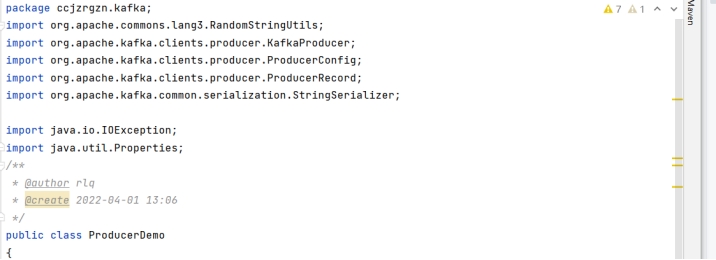 package ccjzrgzn.kafka;
7 1
import org.apache.commons.lang3.RandomStringUtils;
import org.apache.kafka.clients.producer.KafkaProducer;
import org.apache.kafka.clients.producer.ProducerConfig;
import org.apache.kafka.clients.producer.ProducerRecord;
import org.apache.kafka.common.serialization.StringSerializer;
import java.io.IOException;
import java.util.Properties;
/**
* @author rlq
* @create 2022-04-01 13:06
*/
public class ProducerDemo
{
Maven